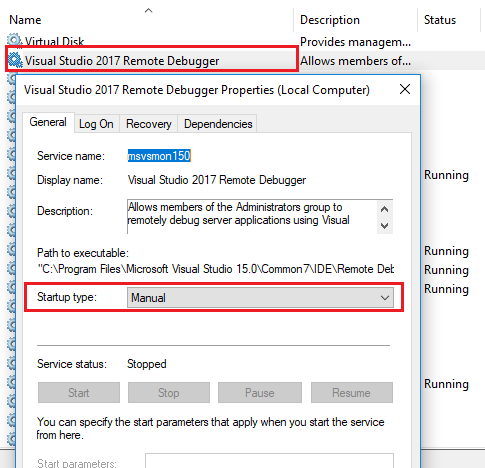 Name Description Status
Virtual Disk Provides managem...
Visual Studio 2017 Remote Debugger Allows members of...
Visual Studio 2017 Remote Debugger Properties (Local Computer)
General Log On Recovery Dependencies
Service name: msvsmon150
Running
Display name: Visual Studio 2017 Remote Debugger
Description: Allows members of the Administrators group to
remotely debug server applications using Visual
Path to executable:
Running
"C:\Program Files\Microsoft Visual Studio 15.0\Common7\IDE\Remote Deb
Running
Startup type: Manual
Running
Service status: Stopped
Running
Start Stop Pause Resume
You can specify the start parameters that apply when you start the service
from here.
Start parameters: